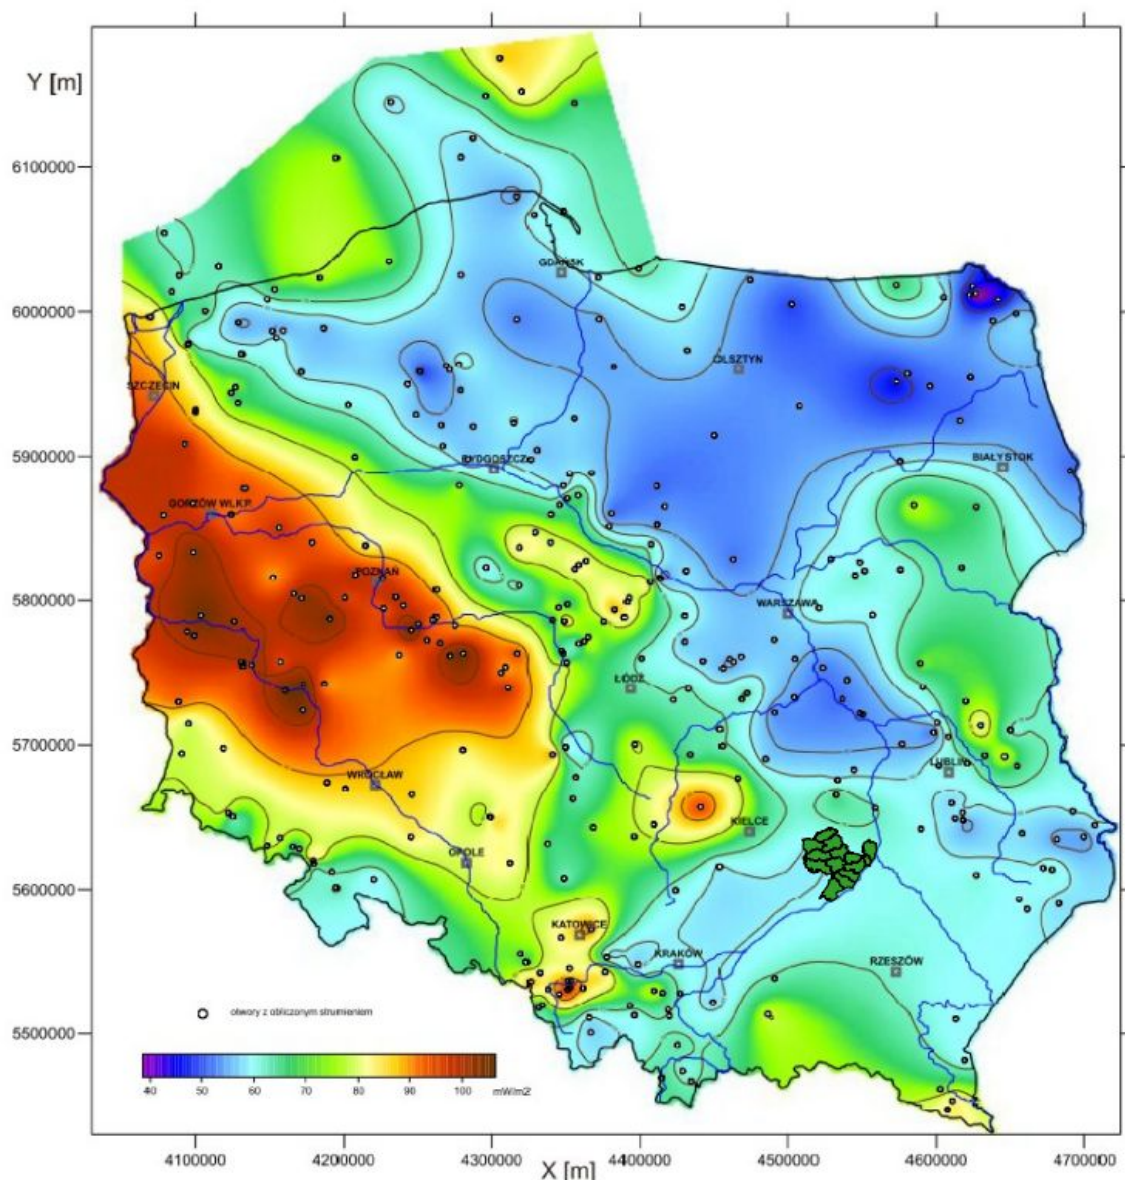 Y [m]
6100000
GDAŃSK
6000000
OLSZTYN
SZCZECIN
5900000
BYDGOSZCZ
BIAŁYSTOK
GORZÓW WLKP.
POZNAŃ
5800000
WARSZAWA
ŁÓDŹ
5700000
WROCŁAW
LUBLIN
KIELCE
OPOLE
5600000
KATOWICE
KRAKÓW
RZESZÓW
otwory z obliczonym strumieniem
5500000
40 50 60 70 80 90 100 mW/m2
4100000 4200000 4300000 4400000 4500000 4600000 4700000
X [m]